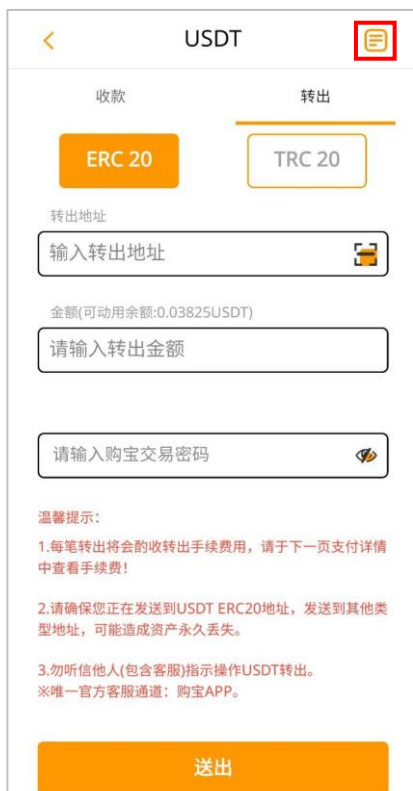 USDT
收款
转出
ERC 20
TRC 20
转出地址
输入转出地址
金额(可动用余额:0.03825USDT)
请输入转出金额
请输入购宝交易密码
温馨提示：
1.每笔转出将会酌收转出手续费用，请于下一页支付详情
中查看手续费！
2.请确保您正在发送到USDT ERC20地址，发送到其他类
型地址，可能造成资产永久丢失。
3.勿听信他人(包含客服)指示操作USDT转出。
※唯一官方客服通道：购宝APP。
送出